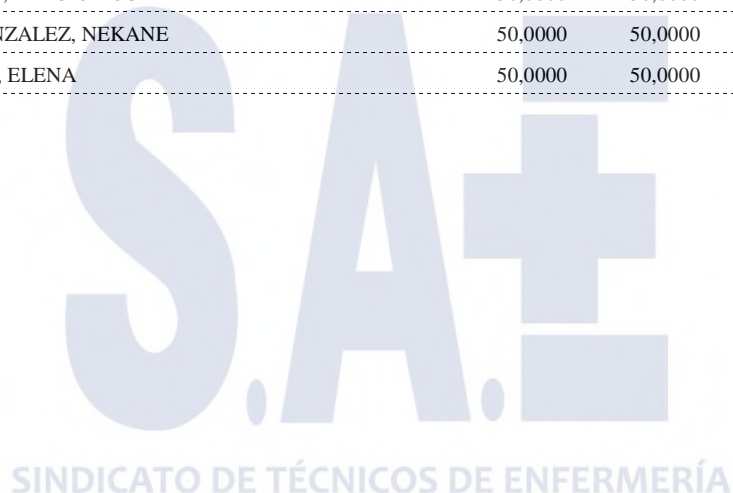 NZALEZ, NEKANE 50,0000 50,0000
, ELENA 50,0000 50,0000
S.A.E
SINDICATO DE TÉCNICOS DE ENFERMERÍA